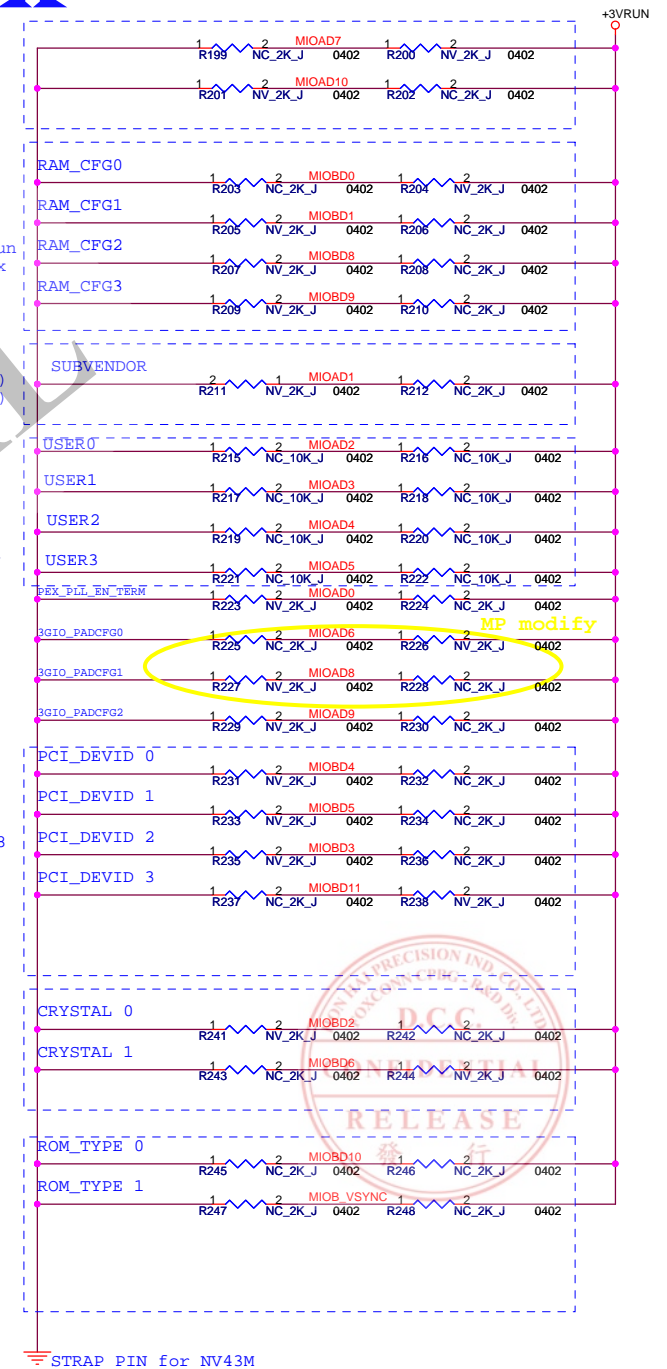 +3VRUN
1 2 MIOAD7 1 2
R199 NC_2K_J 0402 R200 NV_2K_J 0402
1 2 MIOAD10 1 2
R201 NV_2K_J 0402 R202 NC_2K_J 0402
RAM_CFG0
1 2 MIOBD0 1 2
R203 NC_2K_J 0402 R204 NV_2K_J 0402
RAM_CFG1
1 2 MIOBD1 1 2
R205 NV_2K_J 0402 R206 NC_2K_J 0402
RAM_CFG2
1 2 MIOBD8 1 2
R207 NV_2K_J 0402 R208 NC_2K_J 0402
RAM_CFG3
1 2 MIOBD9 1 2
R209 NV_2K_J 0402 R210 NC_2K_J 0402
SUBVENDOR
2 1 MIOAD1 1 2
R211 NV_2K_J 0402 R212 NC_2K_J 0402
USER0
1 2 MIOAD2 1 2
R215 NC_10K_J 0402 R216 NC_10K_J 0402
USER1
1 2 MIOAD3 1 2
R217 NC_10K_J 0402 R218 NC_10K_J 0402
USER2
1 2 MIOAD4 1 2
R219 NC_10K_J 0402 R220 NC_10K_J 0402
USER3
1 2 MIOAD5 1 2
R221 NC_10K_J 0402 R222 NC_10K_J 0402
PEX_PLL_EN_TERM
1 2 MIOAD0 1 2
R223 NV_2K_J 0402 R224 NC_2K_J 0402
MP modify
3GIO_PADCFG0
1 2 MIOAD6 1 2
R225 NC_2K_J 0402 R226 NV_2K_J 0402
3GIO_PADCFG1
1 2 MIOAD8 1 2
R227 NV_2K_J 0402 R228 NC_2K_J 0402
3GIO_PADCFG2
1 2 MIOAD9 1 2
R229 NV_2K_J 0402 R230 NC_2K_J 0402
PCI_DEVID 0
1 2 MIOBD4 1 2
R231 NV_2K_J 0402 R232 NC_2K_J 0402
PCI_DEVID 1
1 2 MIOBD5 1 2
R233 NV_2K_J 0402 R234 NC_2K_J 0402
PCI_DEVID 2
1 2 MIOBD3 1 2
R235 NV_2K_J 0402 R236 NC_2K_J 0402
PCI_DEVID 3
1 2 MIOBD11 1 2
R237 NC_2K_J 0402 R238 NV_2K_J 0402
CRYSTAL 0
1 2 MIOBD2 1 2
R241 NV_2K_J 0402 R242 NC_2K_J 0402
CRYSTAL 1
1 2 MIOBD6 1 2
R243 NC_2K_J 0402 R244 NV_2K_J 0402
ROM_TYPE 0
1 2 MIOBD10 1 2
R245 NC_2K_J 0402 R246 NC_2K_J 0402
ROM_TYPE 1
1 2 MIOB_VSYNC 1 2
R247 NC_2K_J 0402 R248 NC_2K_J 0402
PRECISION IND. CO., LTD
FOXCONN CPBG - R&D
D.C.C.
CONFIDENTIAL
RELEASE
發 行
STRAP PIN for NV43M